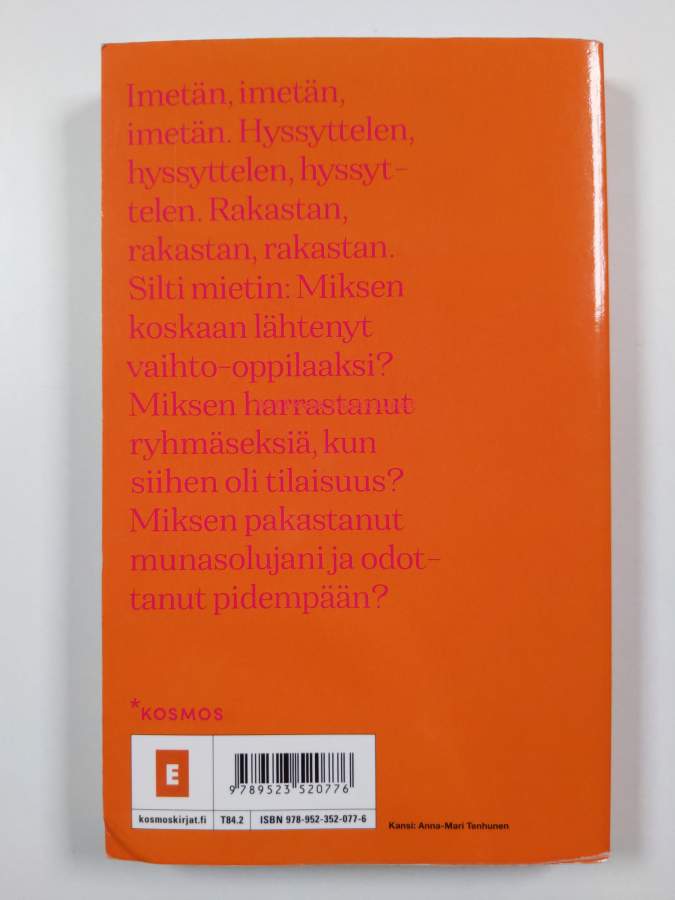 Imetän, imetän,
imetän. Hyssyttelen,
hyssyttelen, hyssyt-
telen. Rakastan,
rakastan, rakastan.
Silti mietin: Miksen
koskaan lähtenyt
vaihto-oppilaaksi?
Miksen harrastanut
ryhmäseksiä, kun
siihen oli tilaisuus?
Miksen pakastanut
munasolujani ja odot-
tanut pidempään?
*KOSMOS
E
9 789523 520776
kosmoskirjat.fi
T84.2
ISBN 978-952-352-077-6
Kansi: Anna-Mari Tenhunen